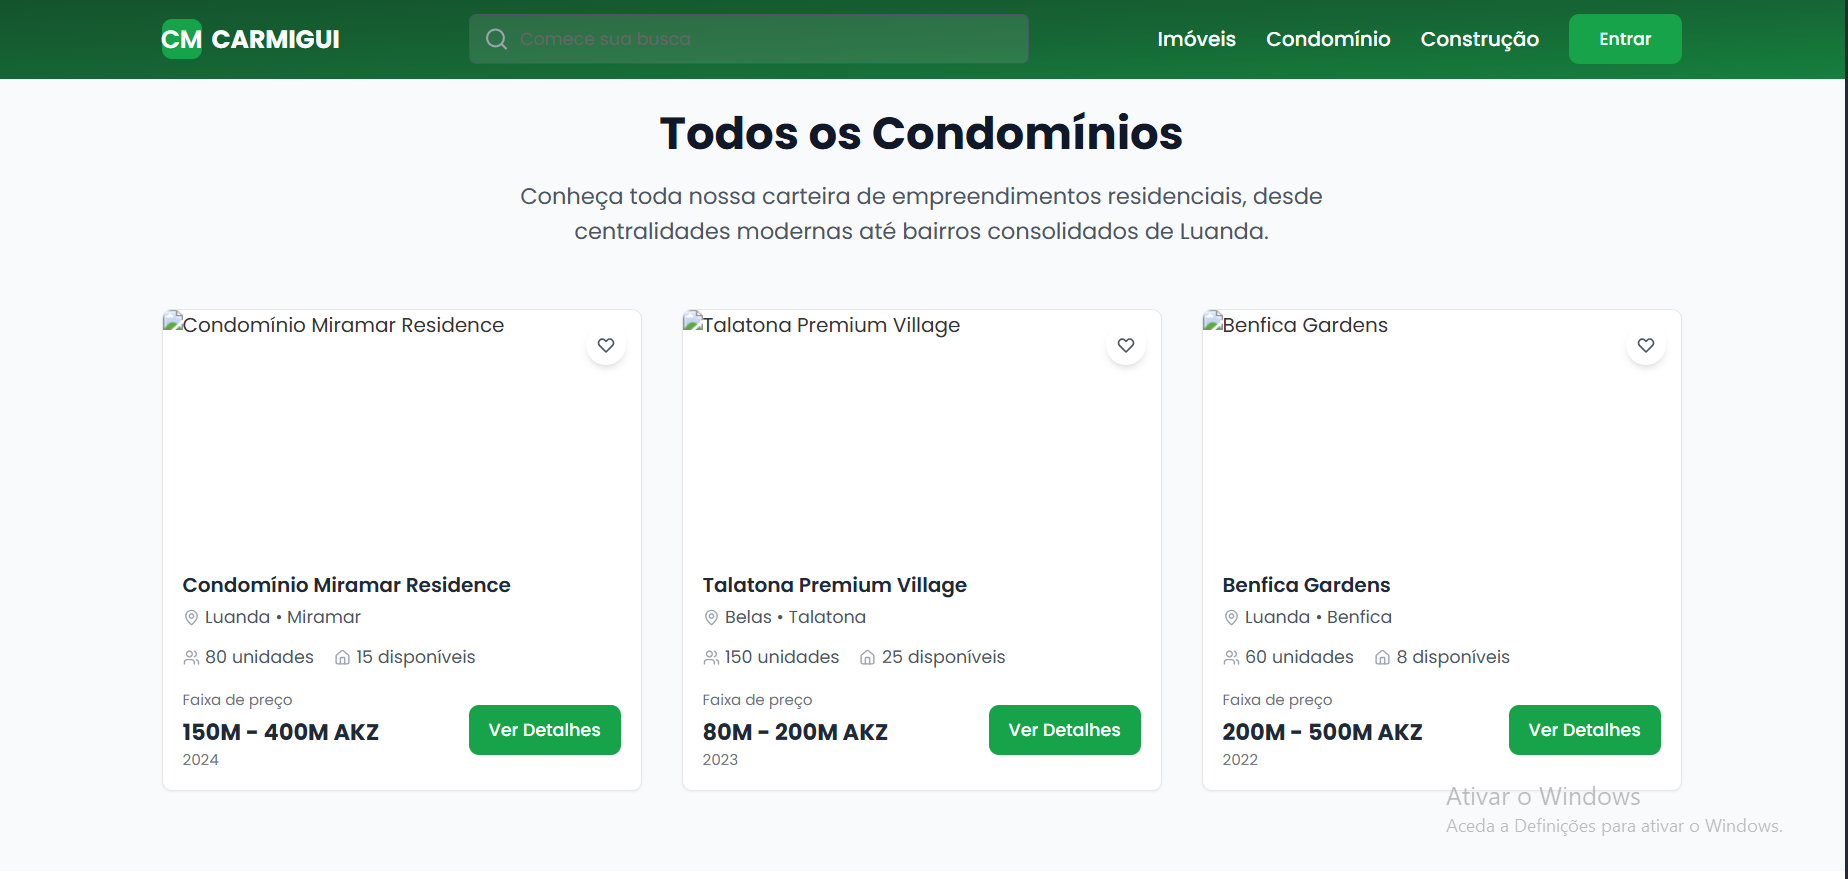 CM CARMIGUI
Comece sua busca
Imóveis Condomínio Construção Entrar
Todos os Condomínios
Conheça toda nossa carteira de empreendimentos residenciais, desde
centralidades modernas até bairros consolidados de Luanda.
Condomínio Miramar Residence
Condomínio Miramar Residence
Luanda • Miramar
80 unidades 15 disponíveis
Faixa de preço
150M - 400M AKZ
2024
Ver Detalhes
Talatona Premium Village
Talatona Premium Village
Belas • Talatona
150 unidades 25 disponíveis
Faixa de preço
80M - 200M AKZ
2023
Ver Detalhes
Benfica Gardens
Benfica Gardens
Luanda • Benfica
60 unidades 8 disponíveis
Faixa de preço
200M - 500M AKZ
2022
Ver Detalhes
Ativar o Windows
Aceda a Definições para ativar o Windows.